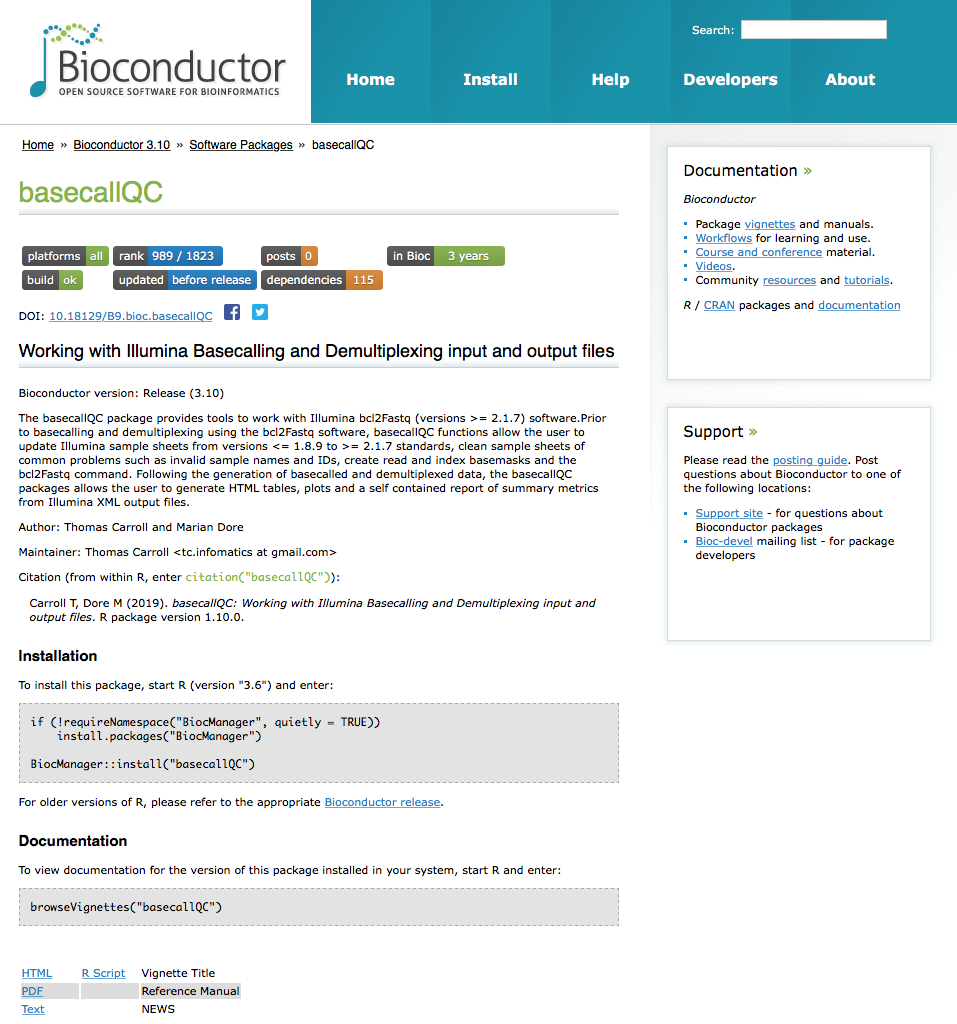 Bioconductor
OPEN SOURCE SOFTWARE FOR BIOINFORMATICS
Search:
Home Install Help Developers About
Home » Bioconductor 3.10 » Software Packages » basecallQC
basecallQC
platforms all rank 989 / 1823 posts 0 in Bioc 3 years
build ok updated before release dependencies 115
DOI: 10.18129/B9.bioc.basecallQC
Working with Illumina Basecalling and Demultiplexing input and output files
Bioconductor version: Release (3.10)
The basecallQC package provides tools to work with Illumina bcl2Fastq (versions >= 2.1.7) software.Prior
to basecalling and demultiplexing using the bcl2Fastq software, basecallQC functions allow the user to
update Illumina sample sheets from versions <= 1.8.9 to >= 2.1.7 standards, clean sample sheets of
common problems such as invalid sample names and IDs, create read and index basemasks and the
bcl2Fastq command. Following the generation of basecalled and demultiplexed data, the basecallQC
packages allows the user to generate HTML tables, plots and a self contained report of summary metrics
from Illumina XML output files.
Author: Thomas Carroll and Marian Dore
Maintainer: Thomas Carroll <tc.infomatics at gmail.com>
Citation (from within R, enter citation("basecallQC")):
Carroll T, Dore M (2019). basecallQC: Working with Illumina Basecalling and Demultiplexing input and
output files. R package version 1.10.0.
Installation
To install this package, start R (version "3.6") and enter:
if (!requireNamespace("BiocManager", quietly = TRUE))
    install.packages("BiocManager")
BiocManager::install("basecallQC")
For older versions of R, please refer to the appropriate Bioconductor release.
Documentation
To view documentation for the version of this package installed in your system, start R and enter:
browseVignettes("basecallQC")
HTML R Script Vignette Title
PDF Reference Manual
Text NEWS
Documentation »
Bioconductor
Package vignettes and manuals.
Workflows for learning and use.
Course and conference material.
Videos.
Community resources and tutorials.
R / CRAN packages and documentation
Support »
Please read the posting guide. Post
questions about Bioconductor to one of
the following locations:
Support site - for questions about
Bioconductor packages
Bioc-devel mailing list - for package
developers